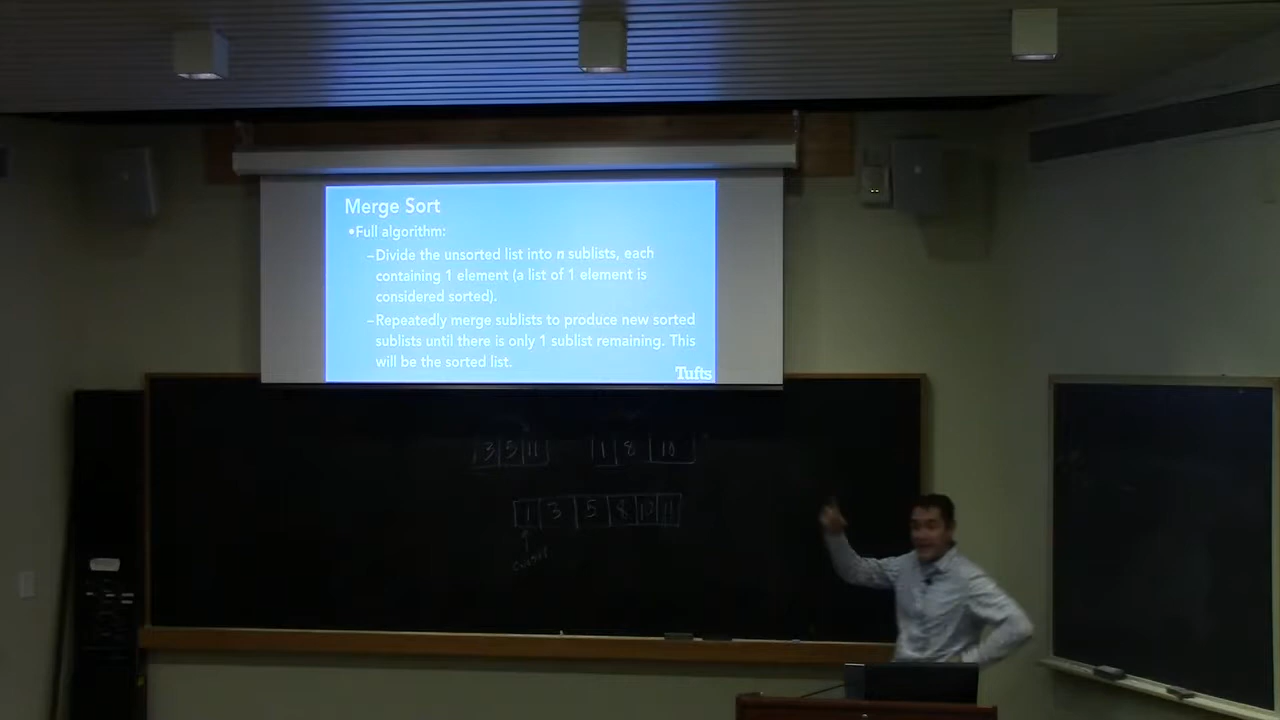 Merge Sort
•Full algorithm:
–Divide the unsorted list into n sublists, each
containing 1 element (a list of 1 element is
considered sorted).
–Repeatedly merge sublists to produce new sorted
sublists until there is only 1 sublist remaining. This
will be the sorted list.
Tufts
3 5 11 1 8 10
1 3 5 8 10 11